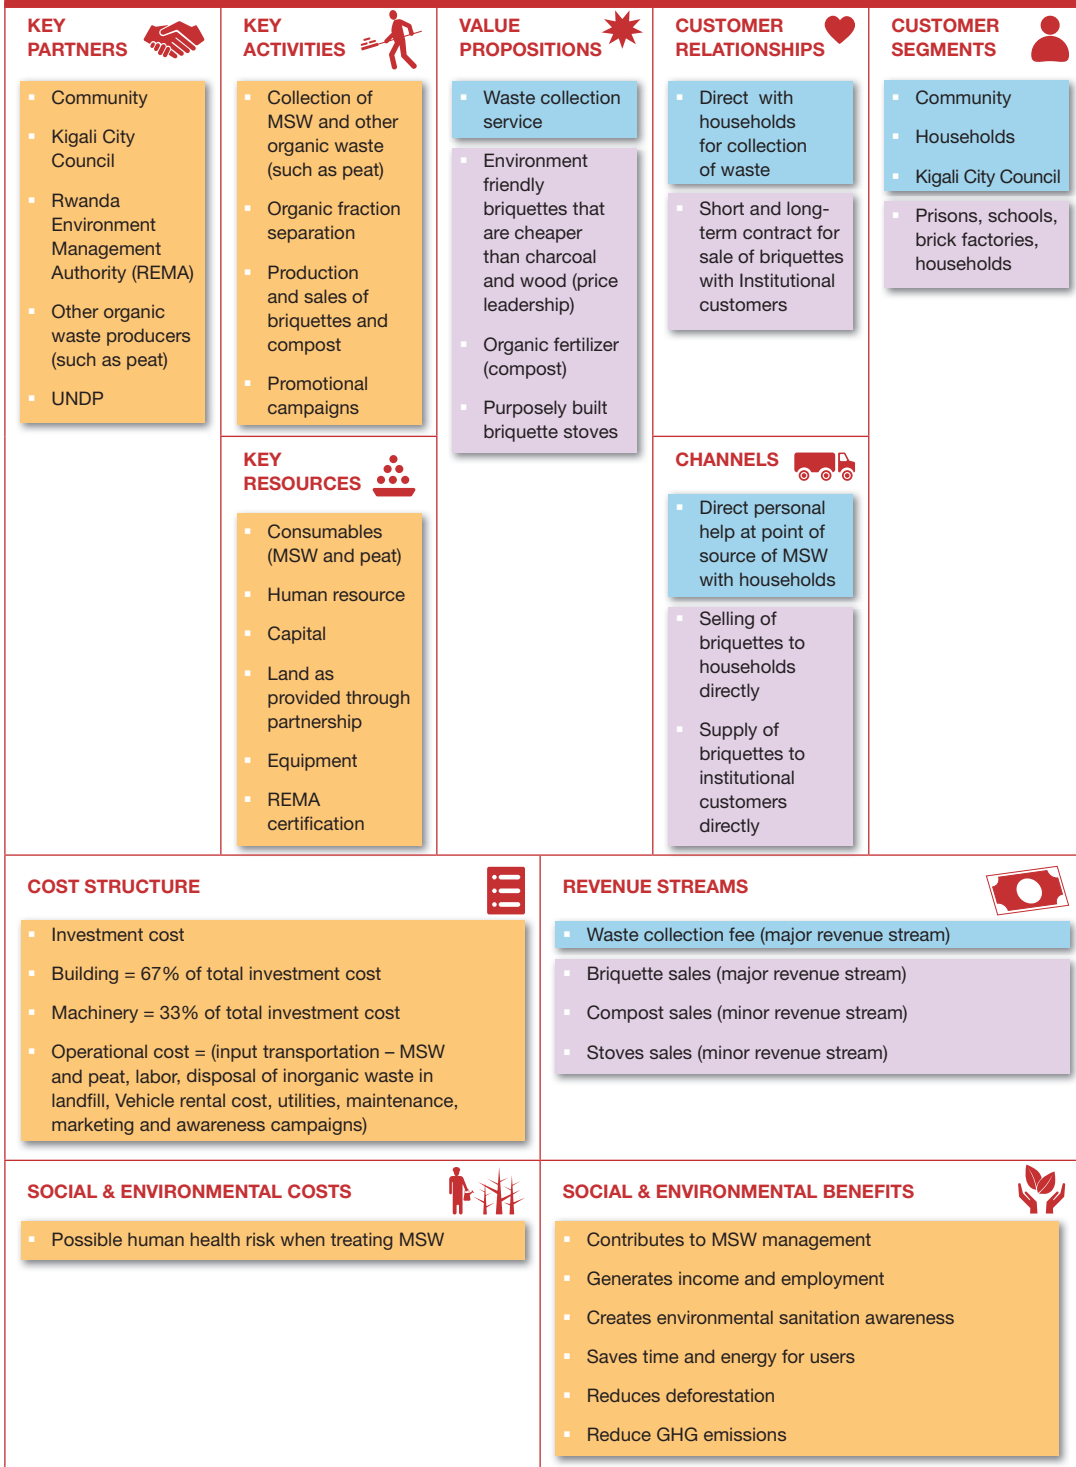 KEY
PARTNERS
Community
Kigali City
Council
Rwanda
Environment
Management
Authority (REMA)
Other organic
waste producers
(such as peat)
UNDP
KEY
ACTIVITIES
Collection of
MSW and other
organic waste
(such as peat)
Organic fraction
separation
Production
and sales of
briquettes and
compost
Promotional
campaigns
KEY
RESOURCES
Consumables
(MSW and peat)
Human resource
Capital
Land as
provided through
partnership
Equipment
REMA
certification
VALUE
PROPOSITIONS
Waste collection
service
Environment
friendly
briquettes that
are cheaper
than charcoal
and wood (price
leadership)
Organic fertilizer
(compost)
Purposely built
briquette stoves
CUSTOMER
RELATIONSHIPS
Direct with
households
for collection
of waste
Short and long-
term contract for
sale of briquettes
with Institutional
customers
CHANNELS
Direct personal
help at point of
source of MSW
with households
Selling of
briquettes to
households
directly
Supply of
briquettes to
institutional
customers
directly
CUSTOMER
SEGMENTS
Community
Households
Kigali City Council
Prisons, schools,
brick factories,
households
COST STRUCTURE
Investment cost
Building = 67% of total investment cost
Machinery = 33% of total investment cost
Operational cost = (input transportation – MSW
and peat, labor, disposal of inorganic waste in
landfill, Vehicle rental cost, utilities, maintenance,
marketing and awareness campaigns)
REVENUE STREAMS
Waste collection fee (major revenue stream)
Briquette sales (major revenue stream)
Compost sales (minor revenue stream)
Stoves sales (minor revenue stream)
SOCIAL & ENVIRONMENTAL COSTS
Possible human health risk when treating MSW
SOCIAL & ENVIRONMENTAL BENEFITS
Contributes to MSW management
Generates income and employment
Creates environmental sanitation awareness
Saves time and energy for users
Reduces deforestation
Reduce GHG emissions